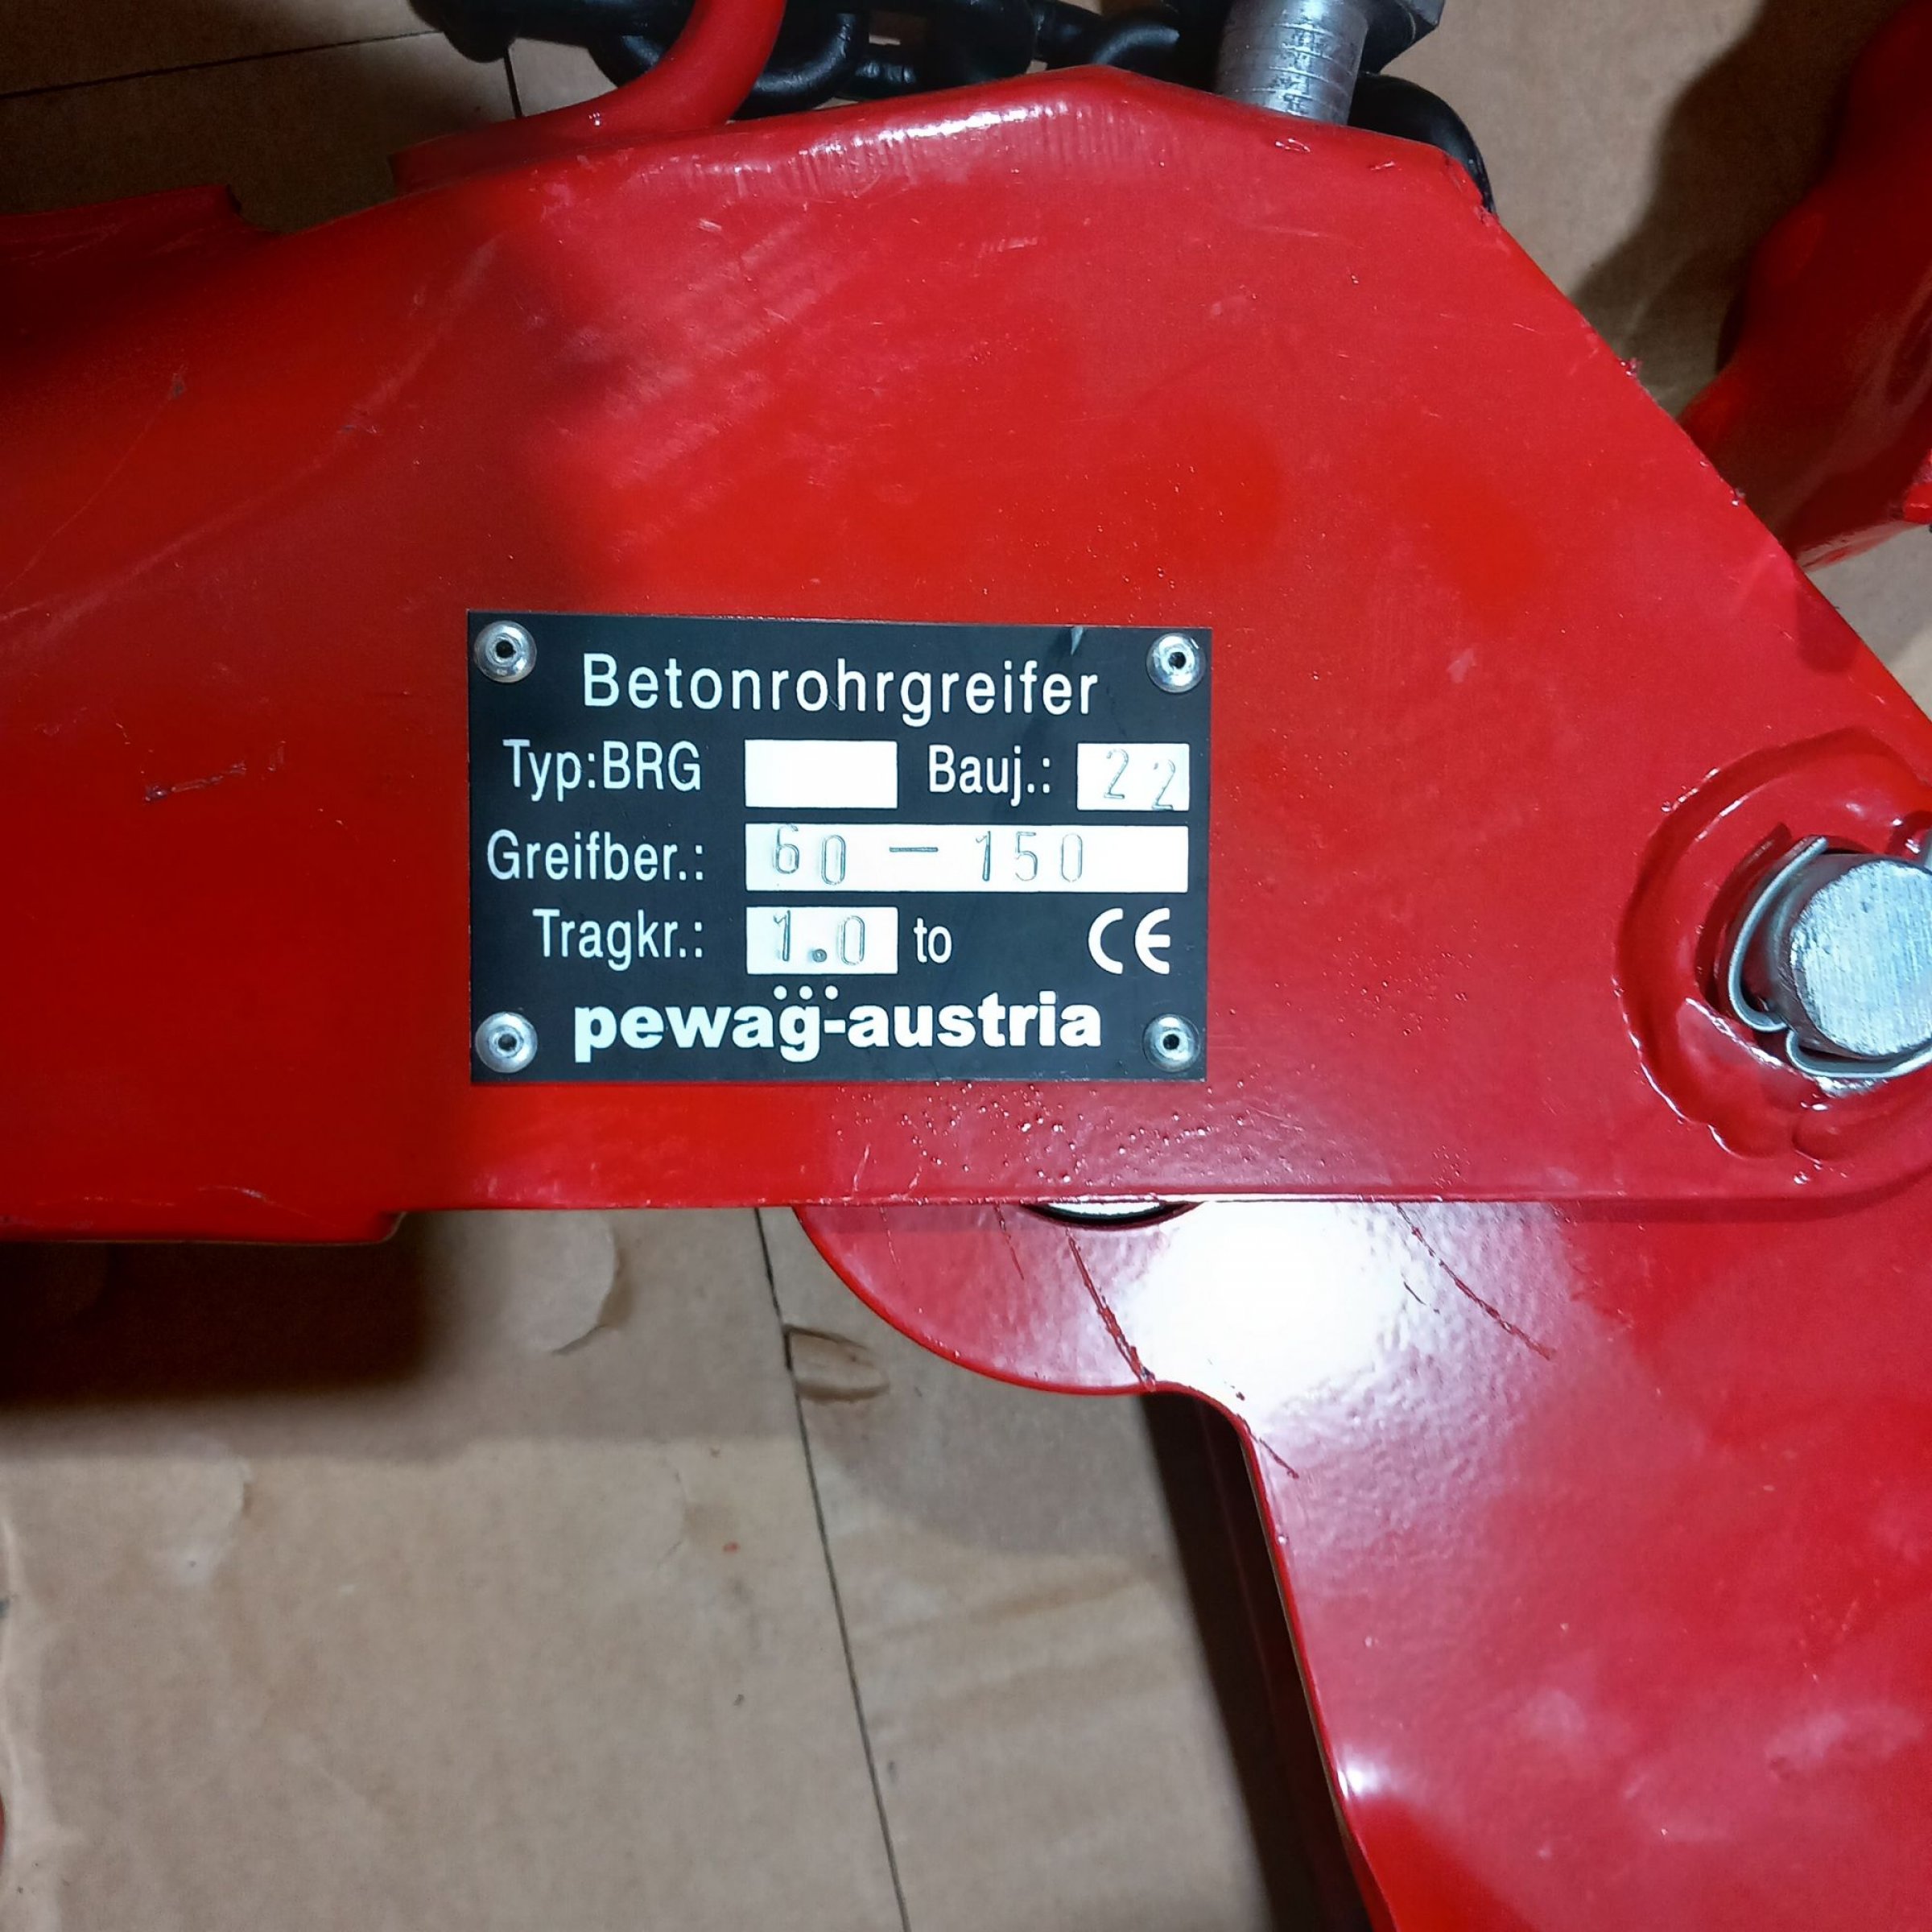 Betonrohrgreifer
Typ:BRG Bauj.: 22
Greifber.: 60 - 150
Tragkr.: 1.0 to CE
pewag-austria